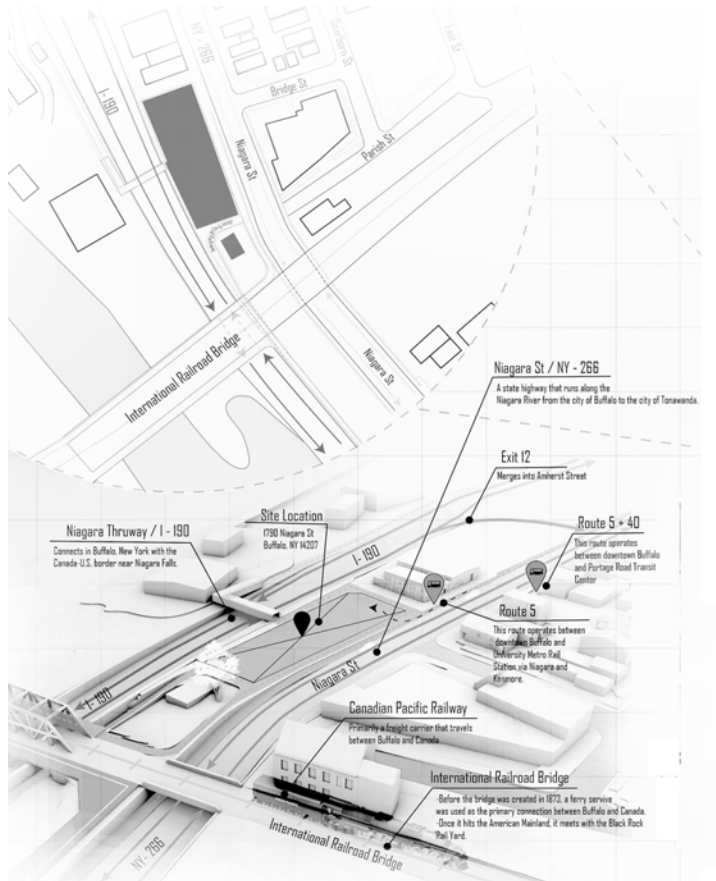 I-190
NY - 266
Dearborn St
East St
Bridge St
Niagara St
Parish St
International Railroad Bridge
Niagara St
Niagara St / NY - 266
A state highway that runs along the
Niagara River from the city of Buffalo to the city of Tonawanda.
Exit 12
Merges into Amherst Street
Site Location
1790 Niagara St
Buffalo, NY 14207
Route 5 + 40
This route operates
between downtown Buffalo
and Portage Road Transit
Center
Niagara Thruway / I - 190
Connects in Buffalo, New York with the
Canada-U.S. border near Niagara Falls.
I-190
Route 5
This route operates between
downtown Buffalo and
University Metro Rail
Station via Niagara and
Kenmore.
Niagara St
I-190
Canadian Pacific Railway
Primarily a freight carrier that travels
between Buffalo and Canada
International Railroad Bridge
-Before the bridge was created in 1873, a ferry servive
was used as the primary connection between Buffalo and Canada.
-Once it hits the American Mainland, it meets with the Black Rock
Rail Yard.
International Railroad Bridge
NY- 266